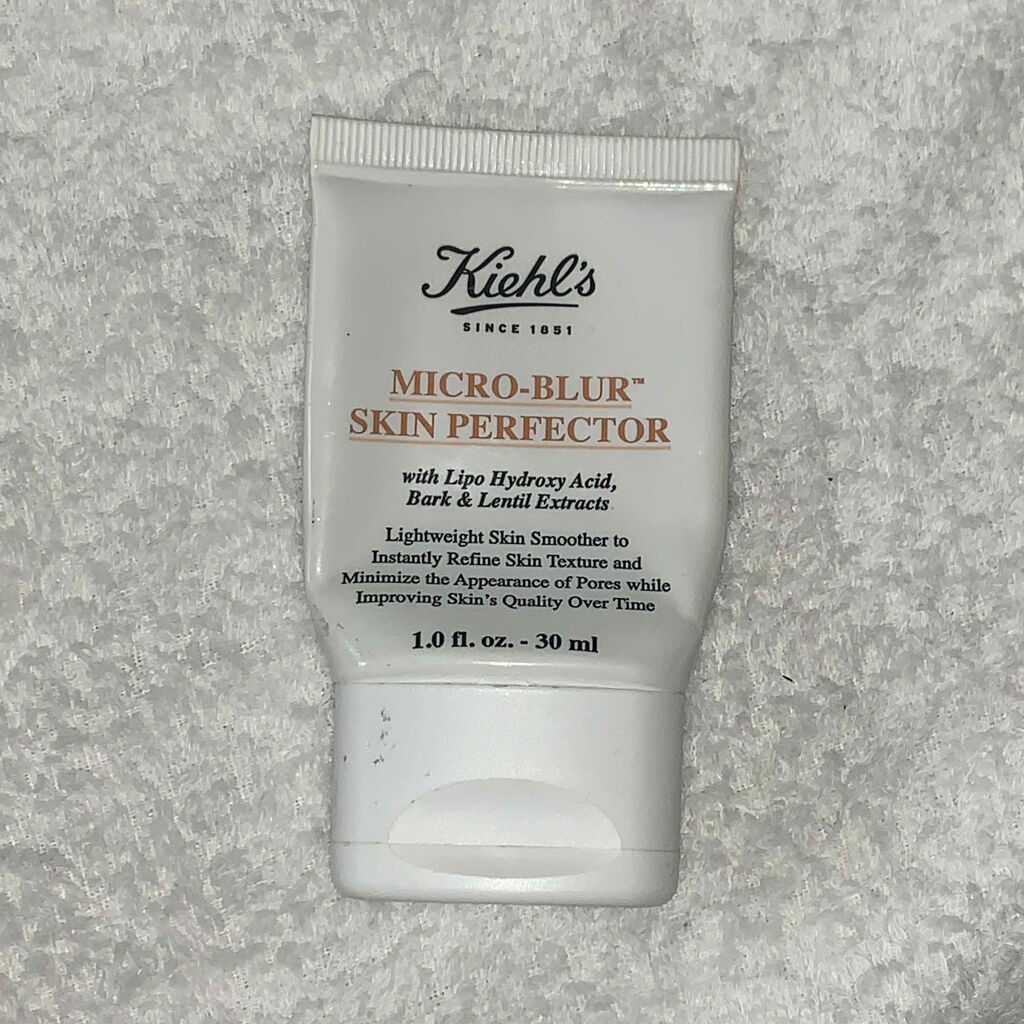 Kiehl's
SINCE 1851
MICRO-BLUR™
SKIN PERFECTOR
with Lipo Hydroxy Acid,
Bark & Lentil Extracts
Lightweight Skin Smoother to
Instantly Refine Skin Texture and
Minimize the Appearance of Pores while
Improving Skin's Quality Over Time
1.0 fl. oz. - 30 ml